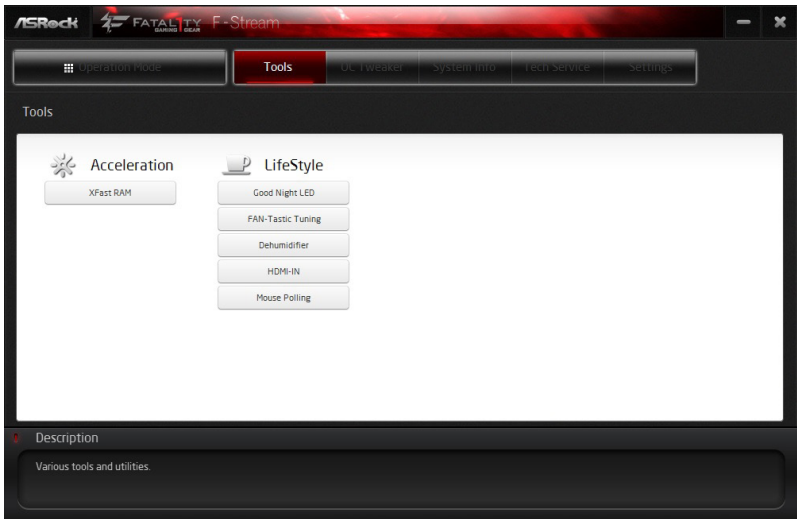 ASRock FATAL1TY GAMING GEAR F-Stream
Operation Mode Tools OC Tweaker System Info Tech Service Settings
Tools
Acceleration
XFast RAM
LifeStyle
Good Night LED
FAN-Tastic Tuning
Dehumidifier
HDMI-IN
Mouse Polling
Description
Various tools and utilities.